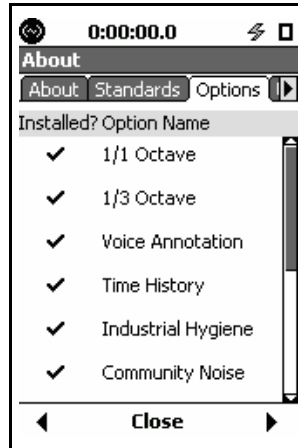 0:00:00.0
About
About Standards Options
Installed? Option Name
✔ 1/1 Octave
✔ 1/3 Octave
✔ Voice Annotation
✔ Time History
✔ Industrial Hygiene
✔ Community Noise
Close